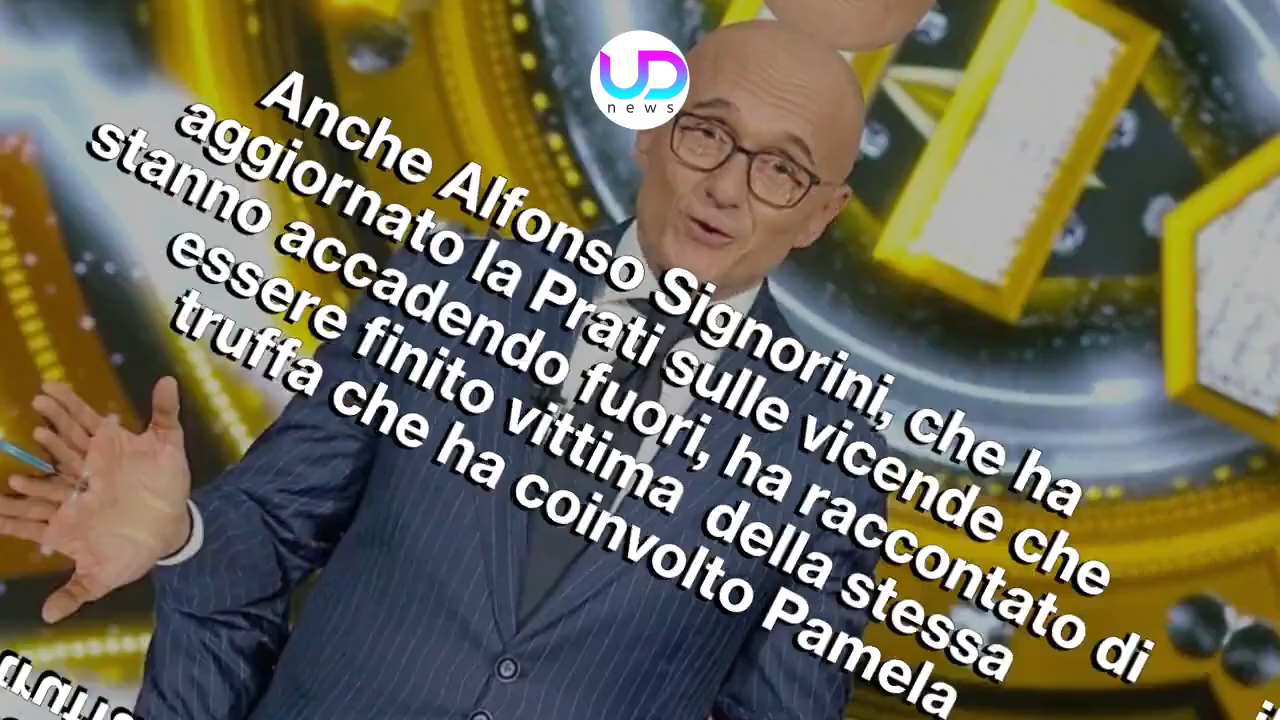 UD
news
Anche Alfonso Signorini, che ha
aggiornato la Prati sulle vicende che
stanno accadendo fuori, ha raccontato di
essere finito vittima della stessa
truffa che ha coinvolto Pamela